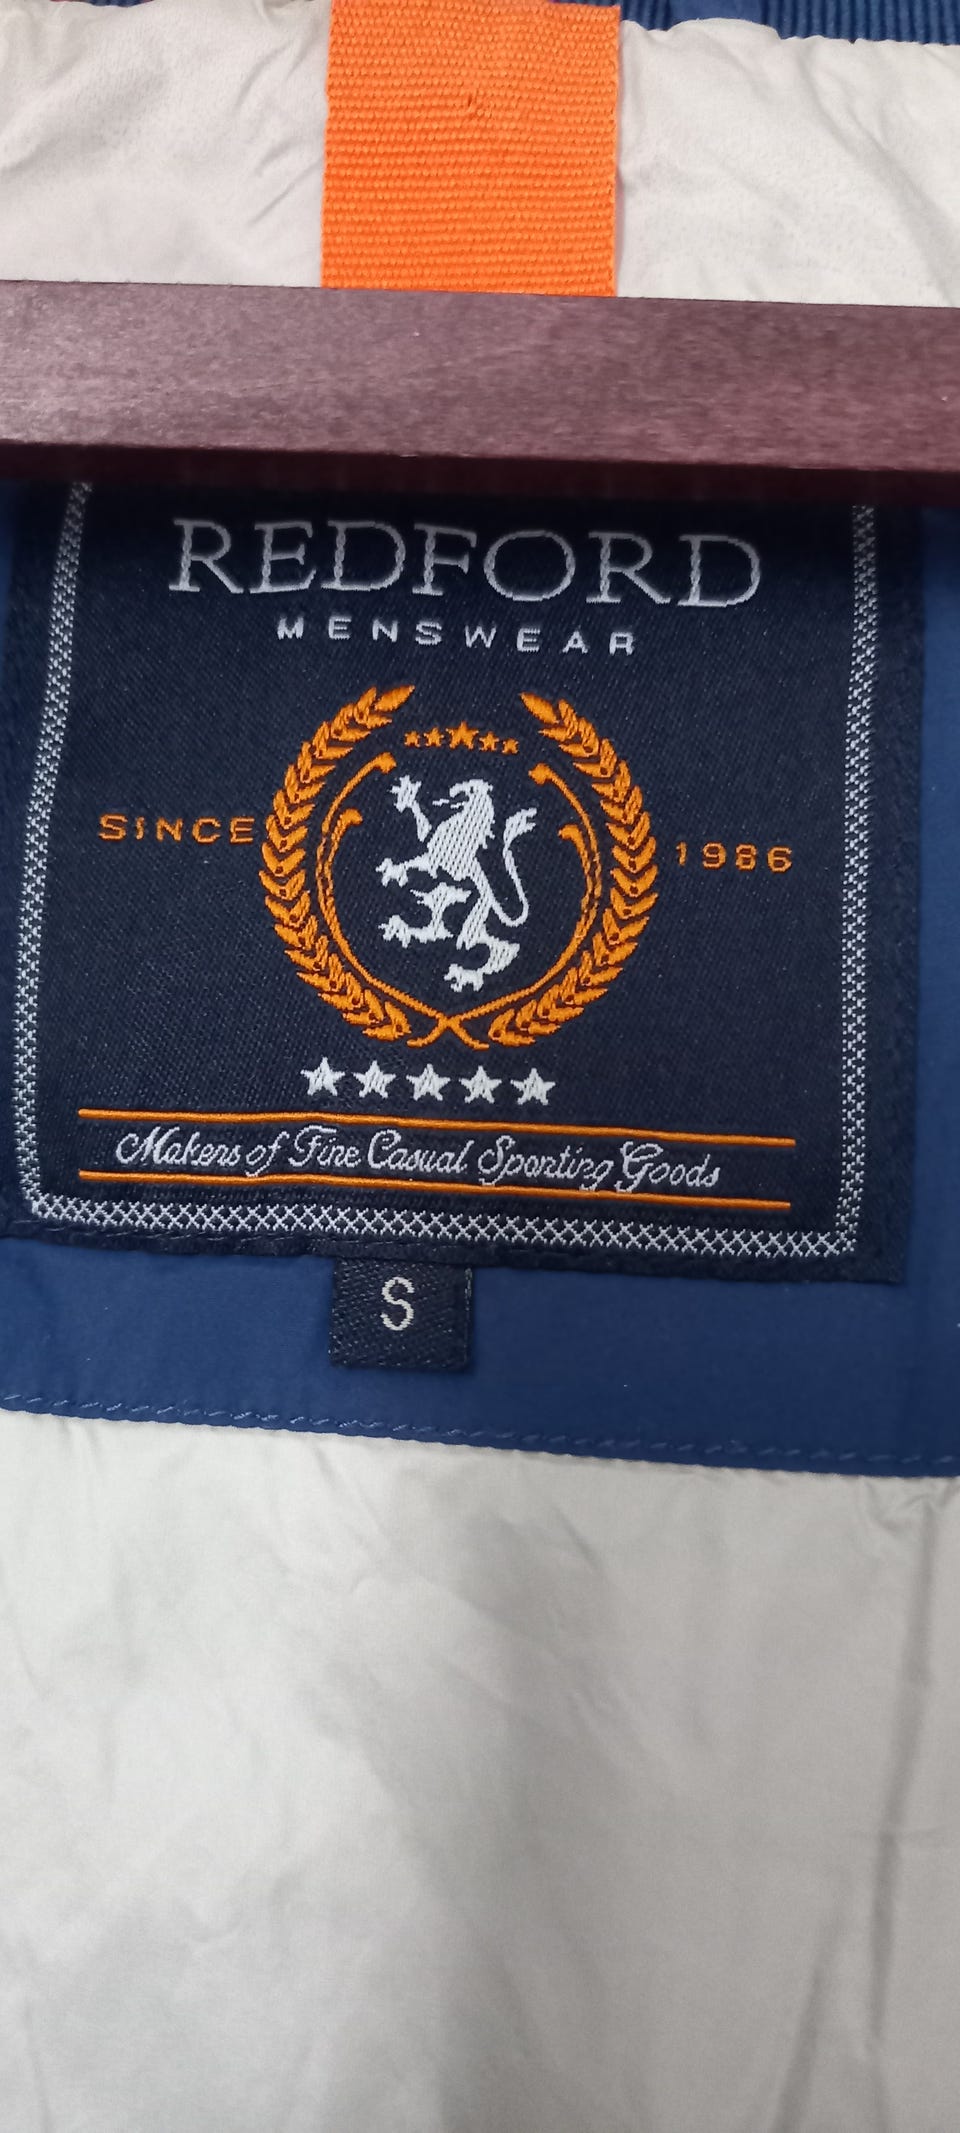 REDFORD
MENSWEAR
SINCE 1986
Makers of Fine Casual Sporting Goods
S